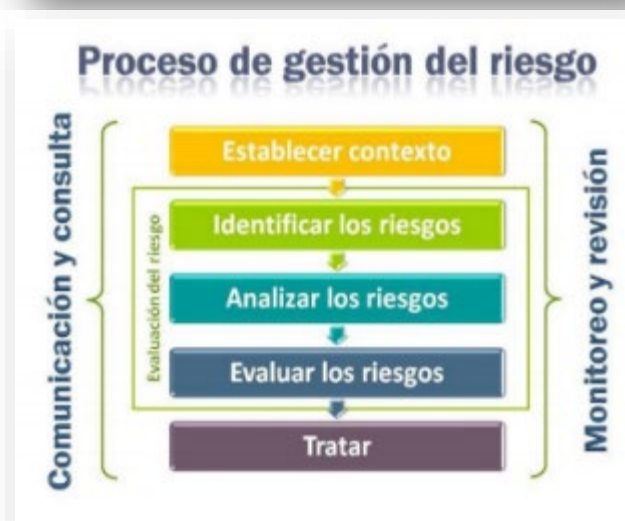 Proceso de gestión del riesgo
Comunicación y consulta
Establecer contexto
Evaluación del riesgo
Identificar los riesgos
Analizar los riesgos
Evaluar los riesgos
Tratar
Monitoreo y revisión